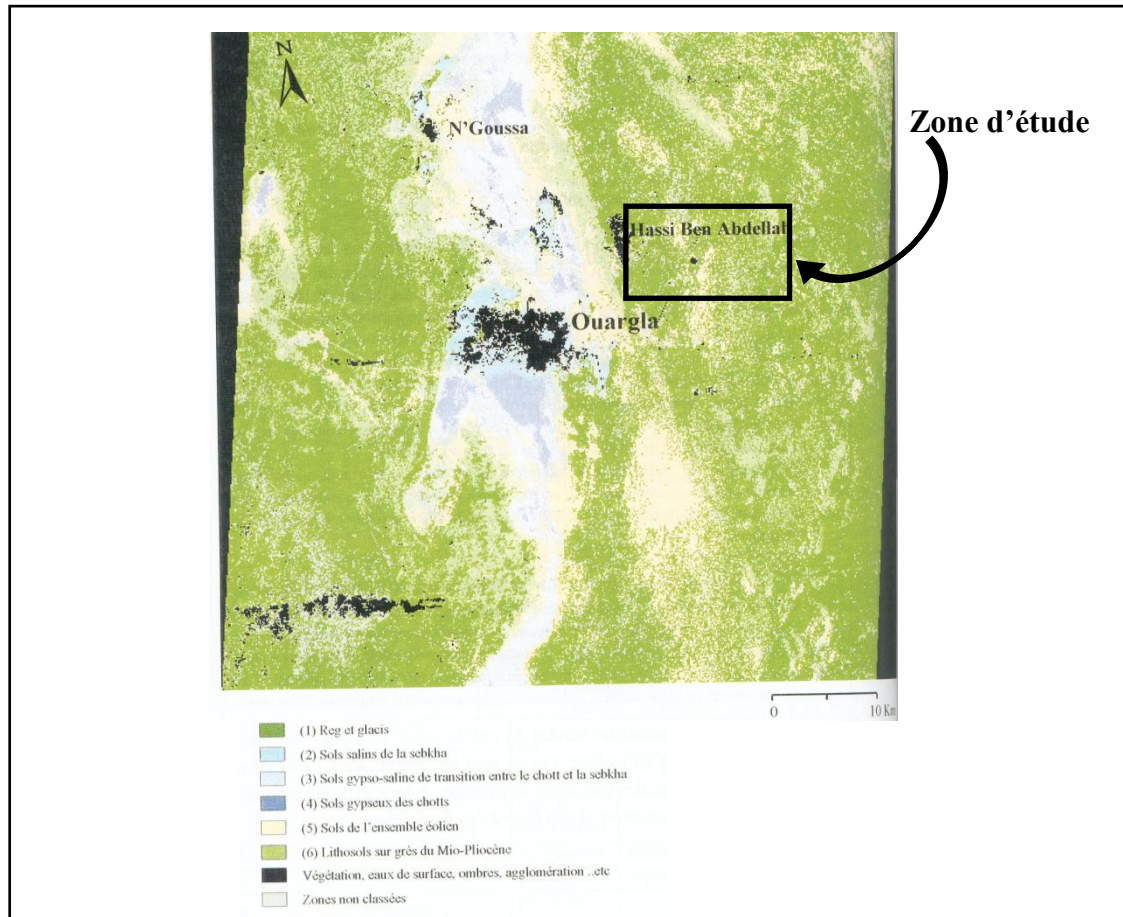 N
N'Goussa
Zone d'étude
Hassi Ben Abdellah
Ouargla
0 10 Km
(1) Reg et glacis
(2) Sols salins de la sebkha
(3) Sols gypso-saline de transition entre le chott et la sebkha
(4) Sols gypseux des chotts
(5) Sols de l'ensemble éolien
(6) Lithosols sur grès du Mio-Pliocène
Végétation, eaux de surface, ombres, agglomération ..etc
Zones non classées